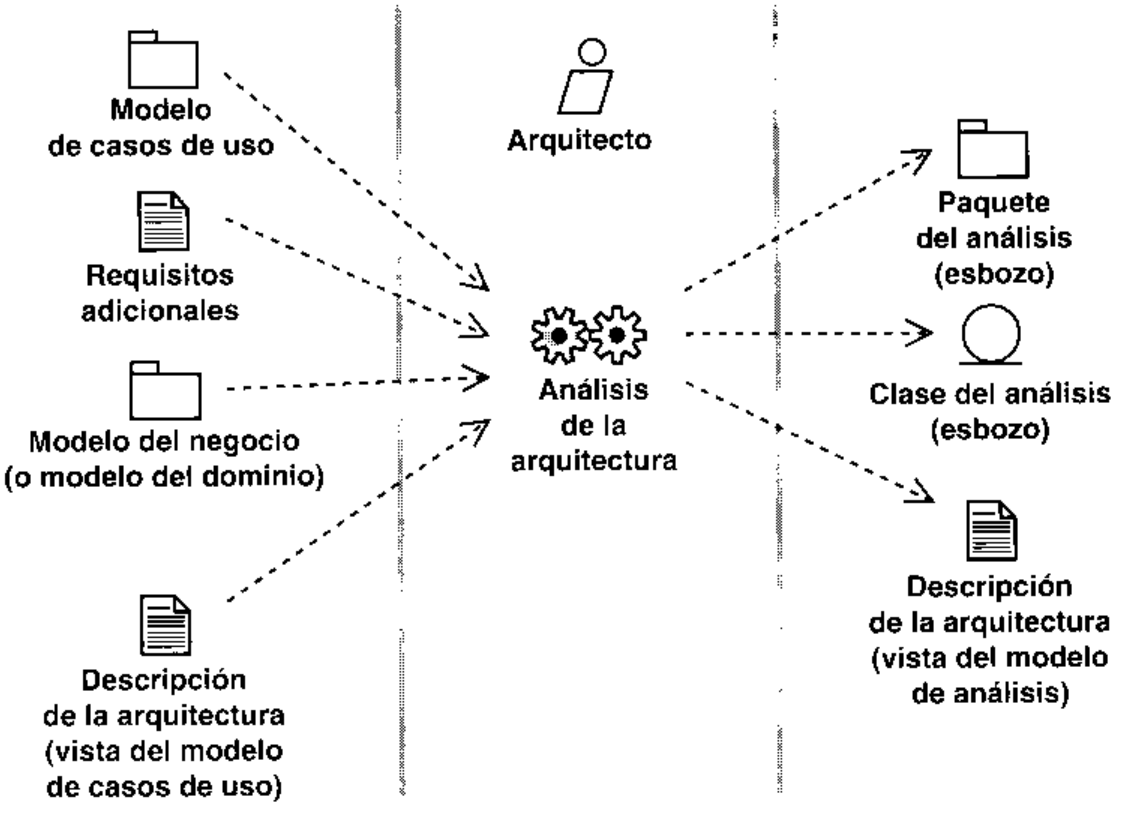 Modelo
de casos de uso
Requisitos
adicionales
Modelo del negocio
(o modelo del dominio)
Descripción
de la arquitectura
(vista del modelo
de casos de uso)
Arquitecto
Análisis
de la
arquitectura
Paquete
del análisis
(esbozo)
Clase del análisis
(esbozo)
Descripción
de la arquitectura
(vista del modelo
de análisis)